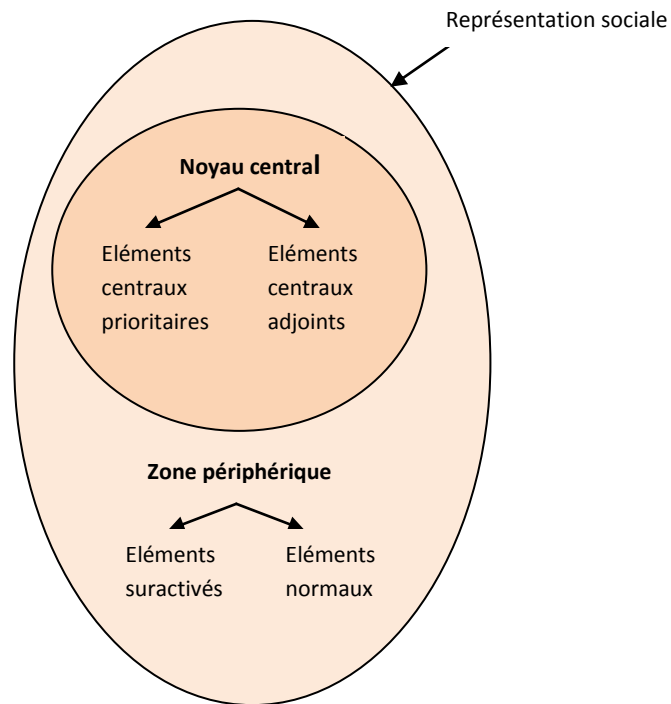 Représentation sociale
Noyau central
Eléments
centraux
prioritaires
Eléments
centraux
adjoints
Zone périphérique
Eléments
suractivés
Eléments
normaux